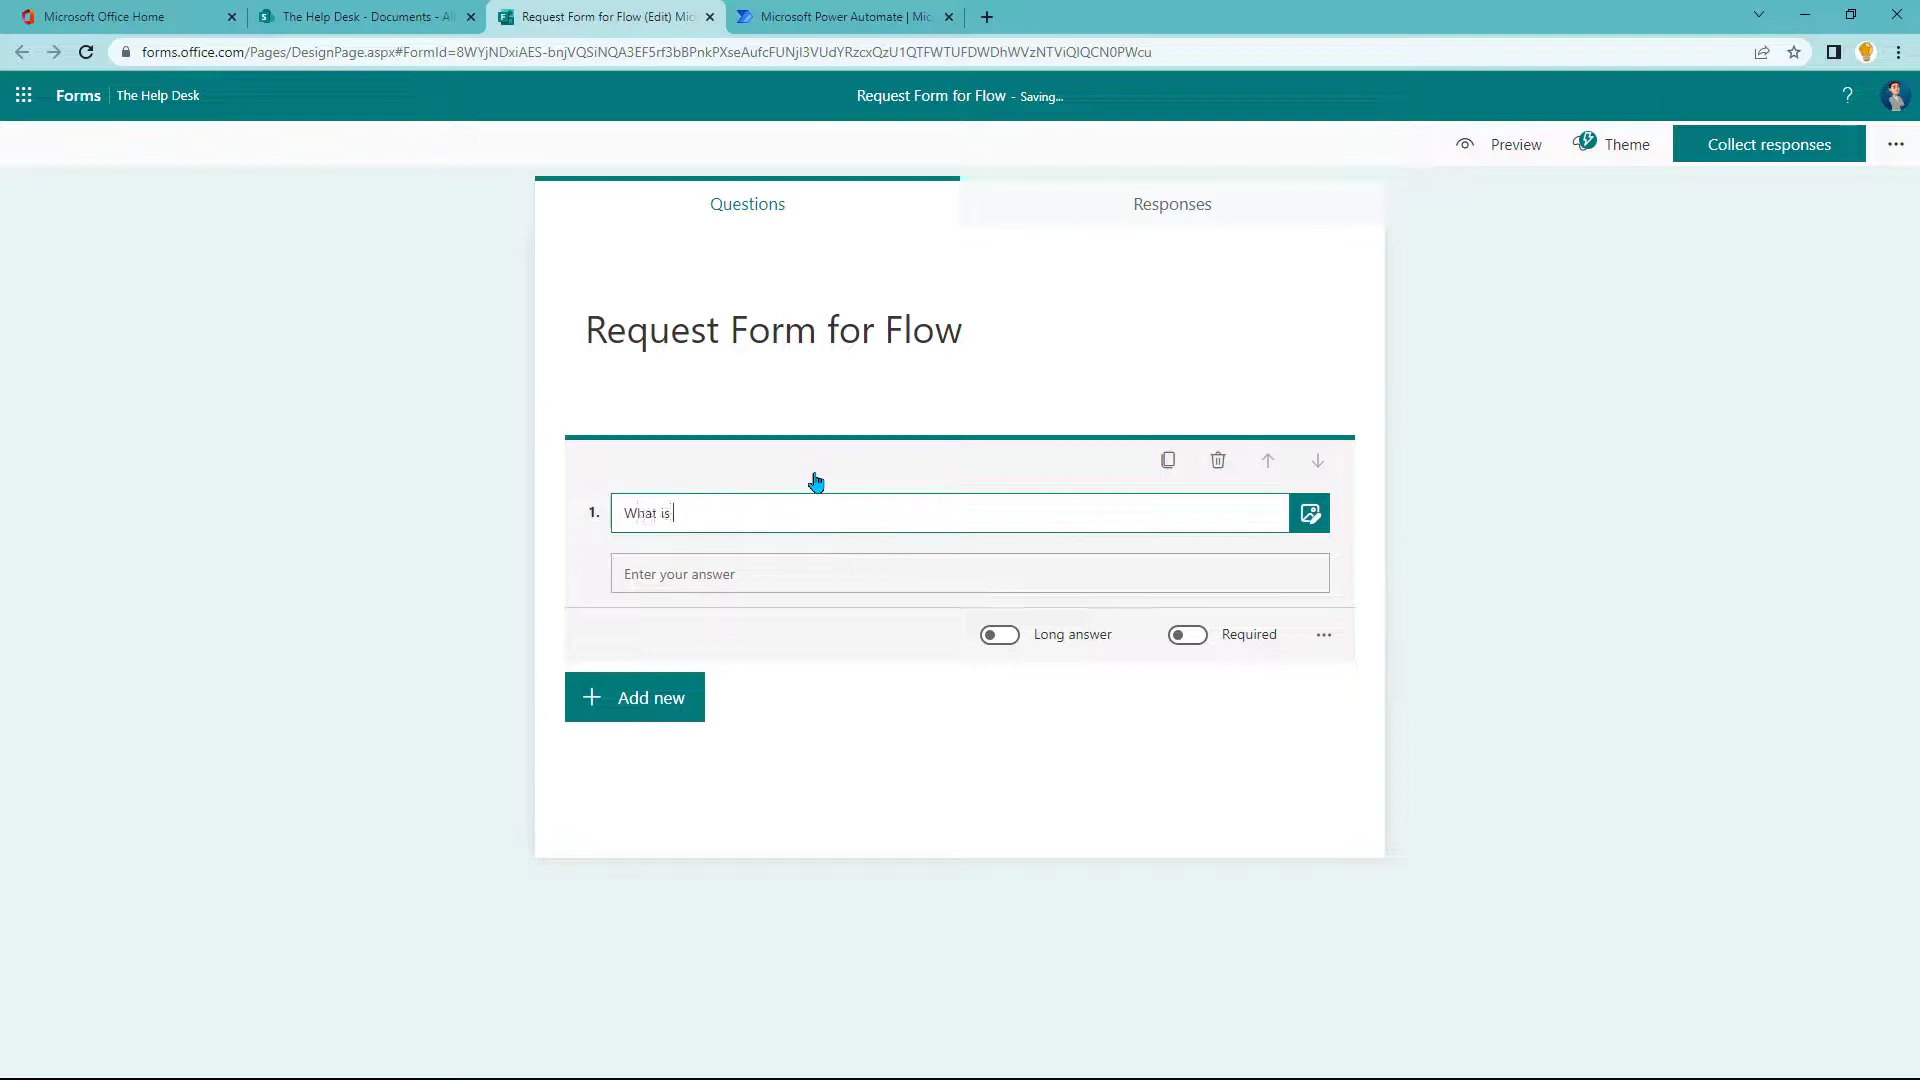 Microsoft Office Home
The Help Desk - Documents - All
Request Form for Flow (Edit) Mic
Microsoft Power Automate | Mic
forms.office.com/Pages/DesignPage.aspx#FormId=8WYjNDxiAES-bnjVQSiNQA3EF5rf3bBPnkPXseAufcFUNjI3VUdYRzcxQzU1QTFWTUFDWDhWVzNTViQlQCN0PWcu
Forms
The Help Desk
Request Form for Flow - Saving...
?
Preview
Theme
Collect responses
Questions
Responses
Request Form for Flow
1.
What is
Enter your answer
Long answer
Required
Add new